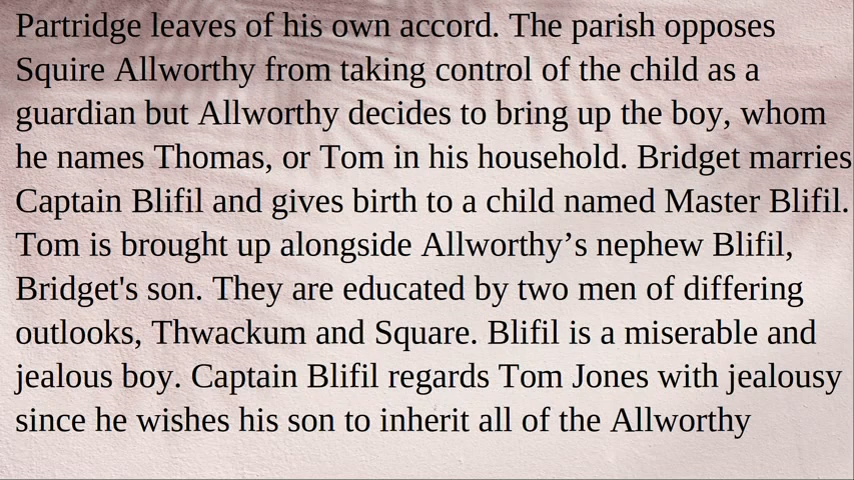 Partridge leaves of his own accord. The parish opposes
Squire Allworthy from taking control of the child as a
guardian but Allworthy decides to bring up the boy, whom
he names Thomas, or Tom in his household. Bridget marries
Captain Blifil and gives birth to a child named Master Blifil.
Tom is brought up alongside Allworthy’s nephew Blifil,
Bridget's son. They are educated by two men of differing
outlooks, Thwackum and Square. Blifil is a miserable and
jealous boy. Captain Blifil regards Tom Jones with jealousy
since he wishes his son to inherit all of the Allworthy